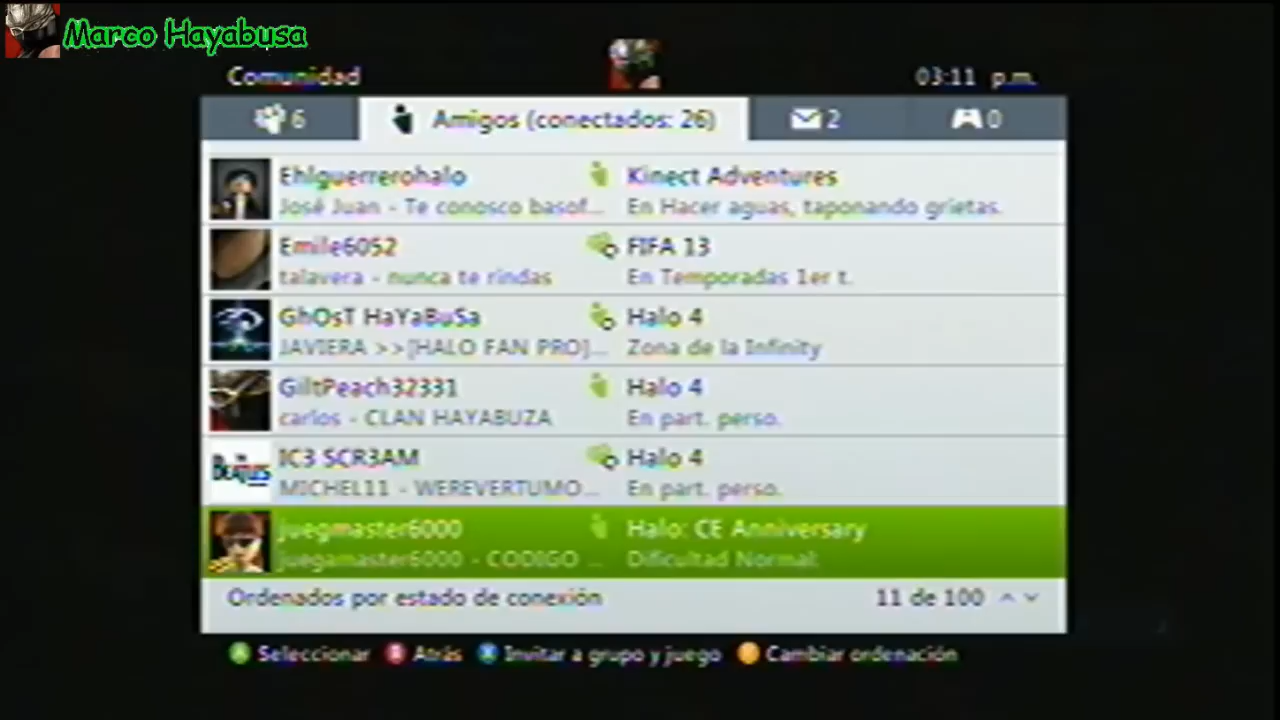 Marco Hayabusa
Comunidad
03:11 p.m.
6
Amigos (conectados: 26)
2
0
Ehlguerrerohalo
Kinect Adventures
José Juan - Te conosco basof...
En Hacer aguas, taponando grietas.
Emile6052
FIFA 13
talavera - nunca te rindas
En Temporadas 1er t.
GhOsT HaYaBuSa
Halo 4
JAVIERA >>[HALO FAN PRO]...
Zona de la Infinity
GiltPeach32331
Halo 4
carlos - CLAN HAYABUZA
En part. perso.
THE BEATLES
IC3 SCR3AM
Halo 4
MICHEL11 - WEREVERTUMO...
En part. perso.
juegmaster6000
Halo: CE Anniversary
juegamaster6000 - CODIGO ...
Dificultad Normal:
Ordenados por estado de conexión
11 de 100
A Seleccionar B Atrás X Invitar a grupo y juego Y Cambiar ordenación